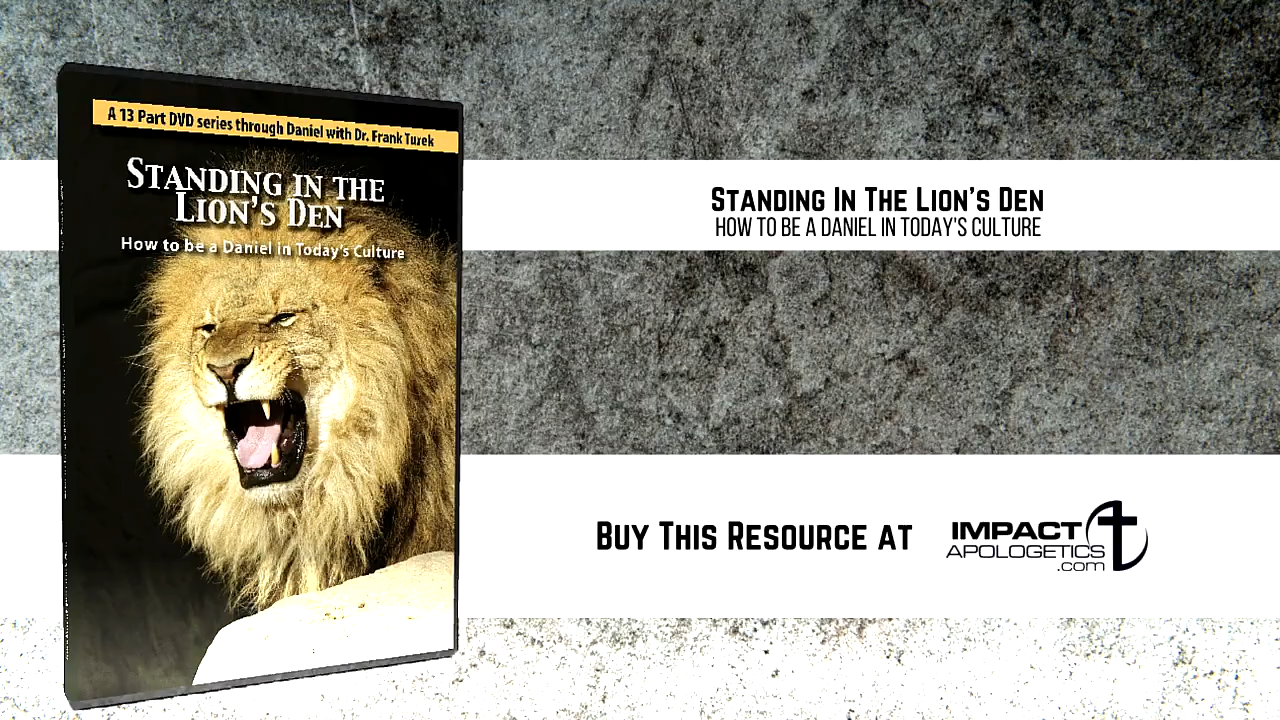 A 13 Part DVD series through Daniel with Dr. Frank Turek
STANDING IN THE
LION'S DEN
How to be a Daniel in Today's Culture
STANDING IN THE LION'S DEN
HOW TO BE A DANIEL IN TODAY'S CULTURE
BUY THIS RESOURCE AT
IMPACT
APOLOGETICS
.com